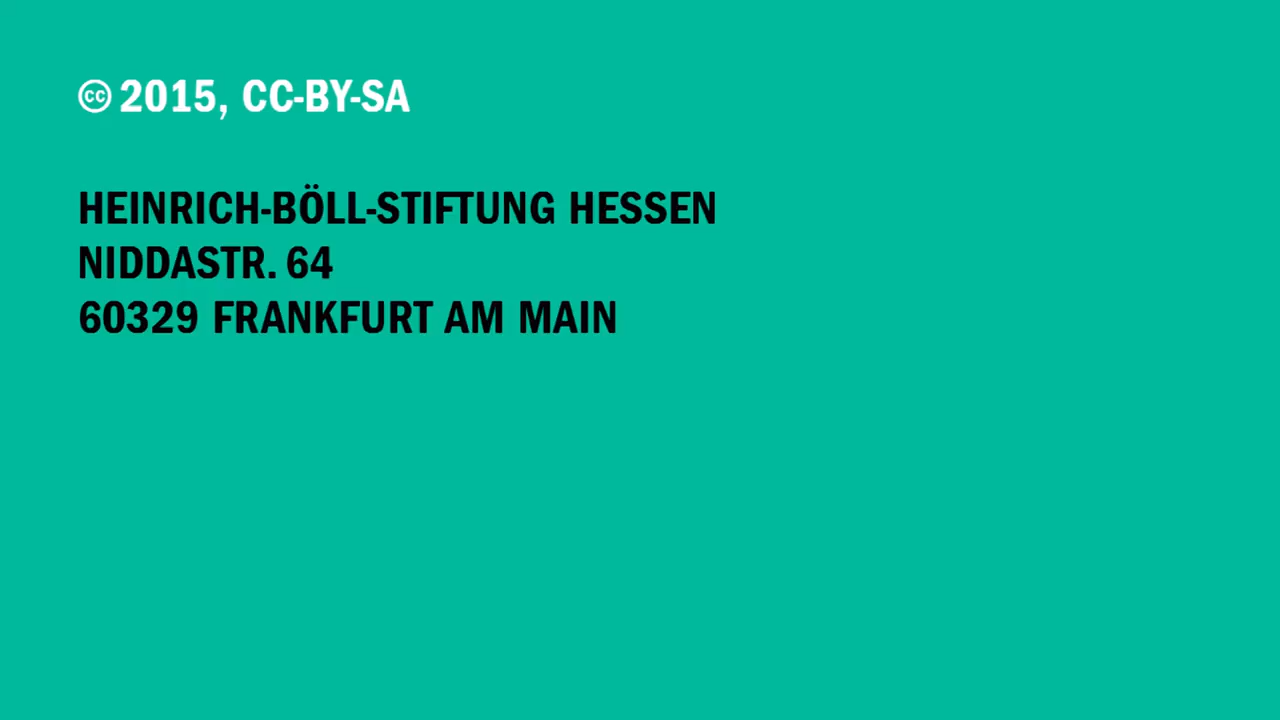 🅭 2015, CC-BY-SA
HEINRICH-BÖLL-STIFTUNG HESSEN
NIDDASTR. 64
60329 FRANKFURT AM MAIN